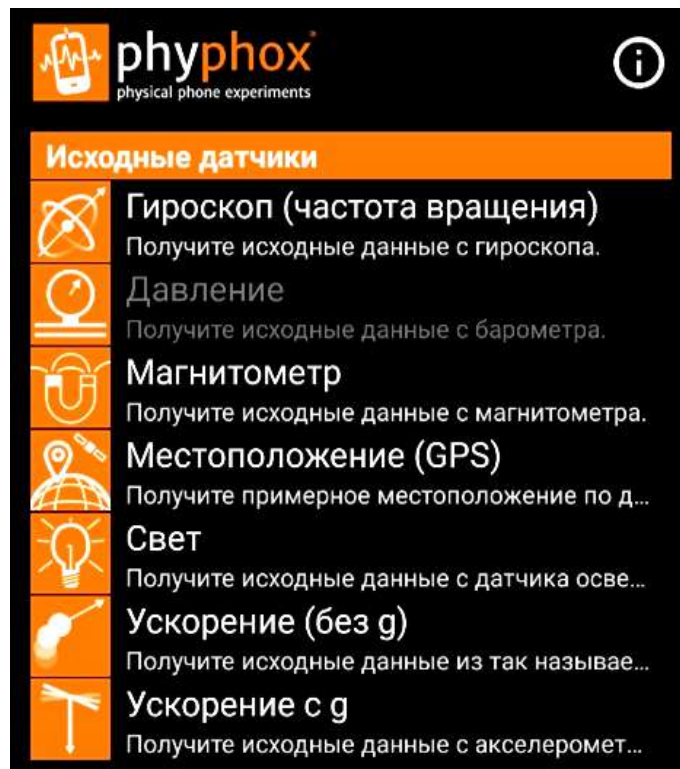 phyphox
physical phone experiments
Исходные датчики
Гироскоп (частота вращения)
Получите исходные данные с гироскопа.
Давление
Получите исходные данные с барометра.
Магнитометр
Получите исходные данные с магнитометра.
Местоположение (GPS)
Получите примерное местоположение по д...
Свет
Получите исходные данные с датчика осве...
Ускорение (без g)
Получите исходные данные из так называе...
Ускорение с g
Получите исходные данные с акселеромет...